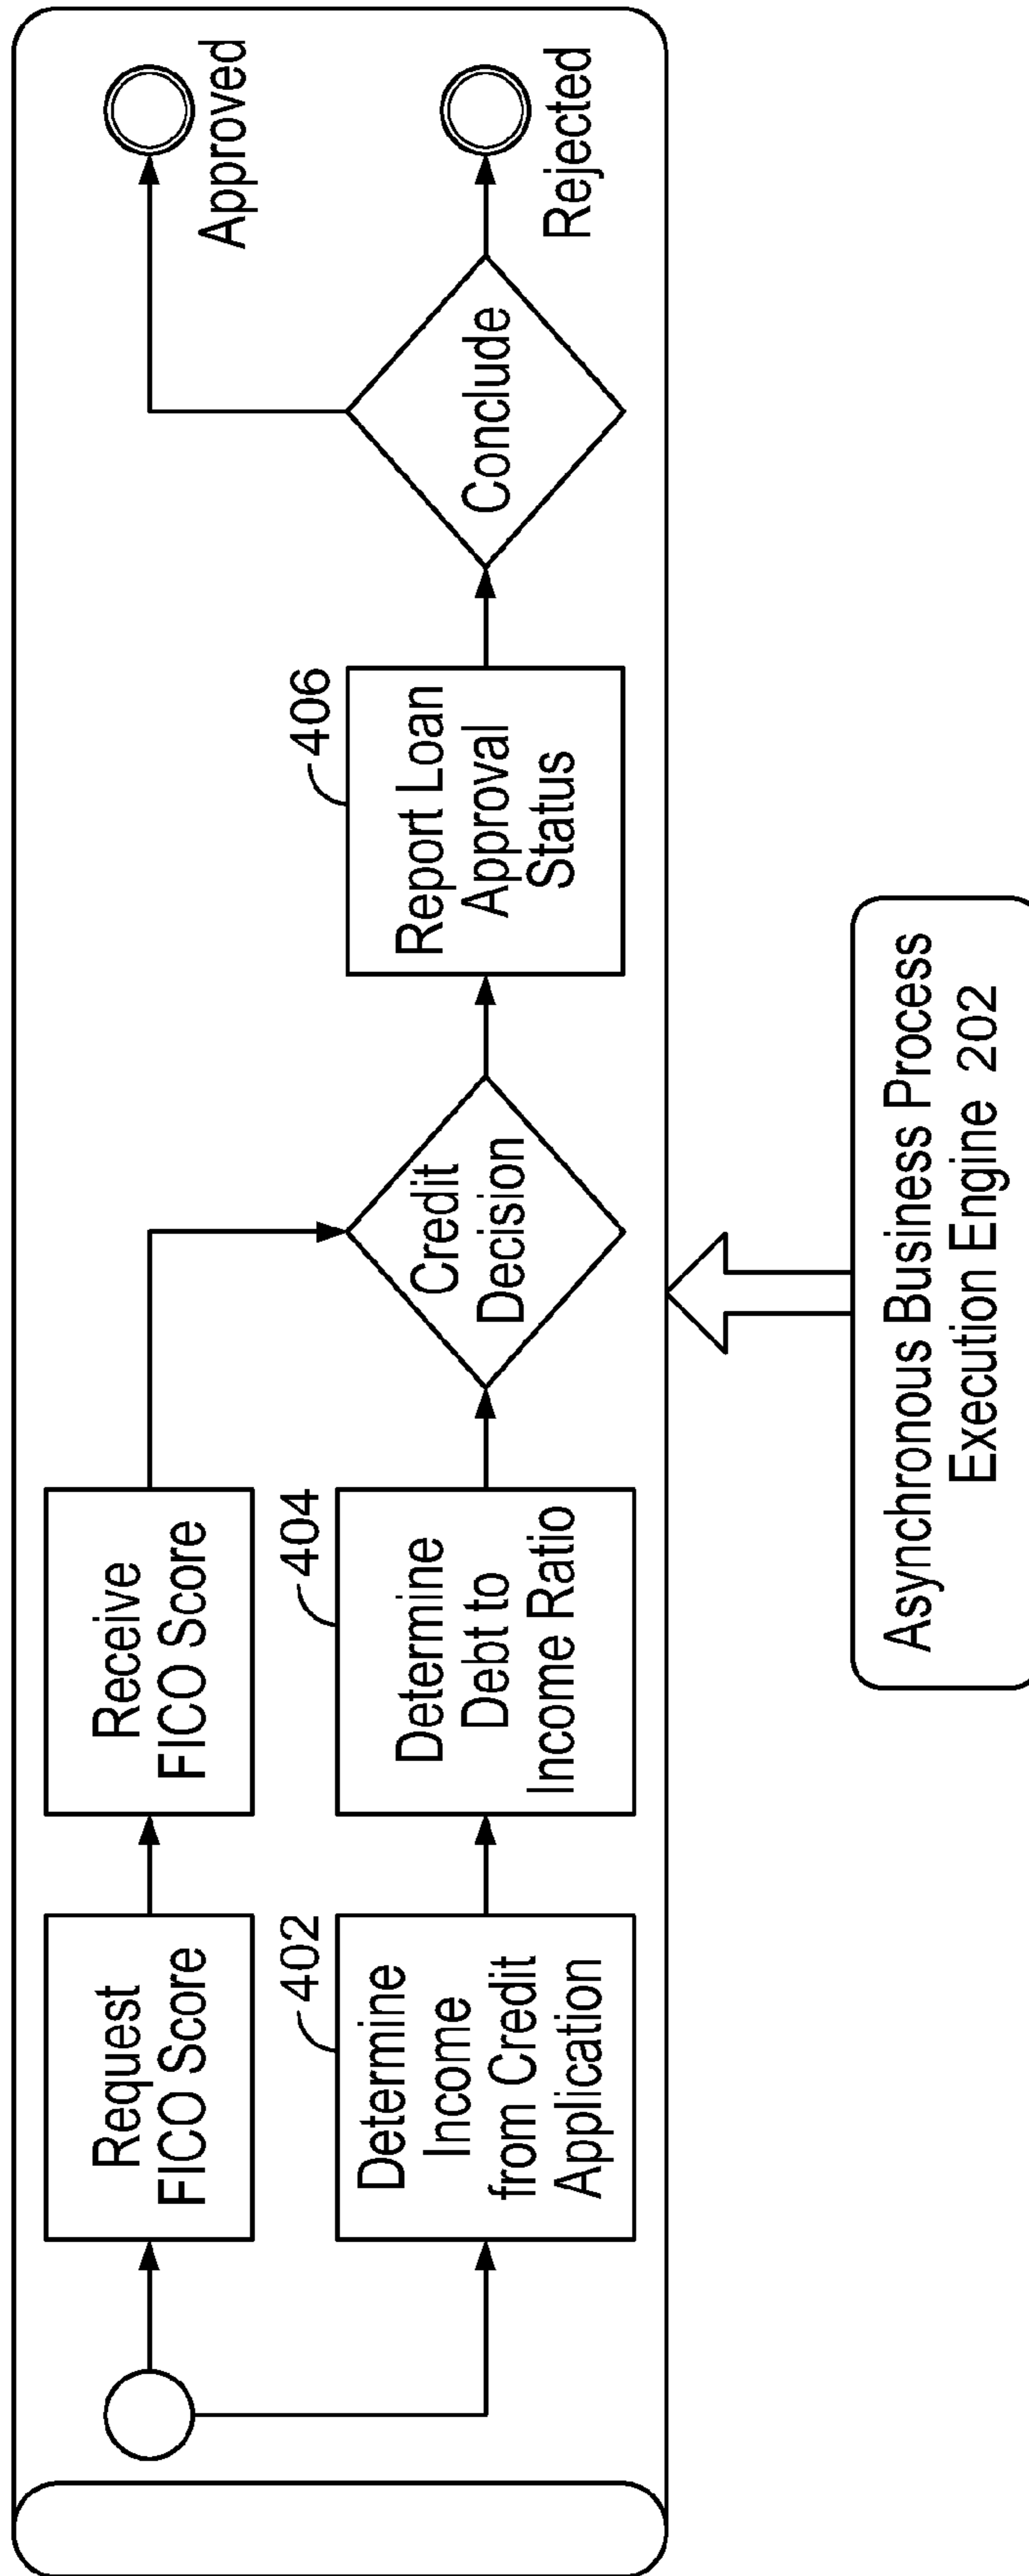 Request
FICO Score
Receive
FICO Score
402
Determine
Income
from Credit
Application
404
Determine
Debt to
Income Ratio
Credit
Decision
406
Report Loan
Approval
Status
Conclude
Approved
Rejected
Asynchronous Business Process
Execution Engine 202